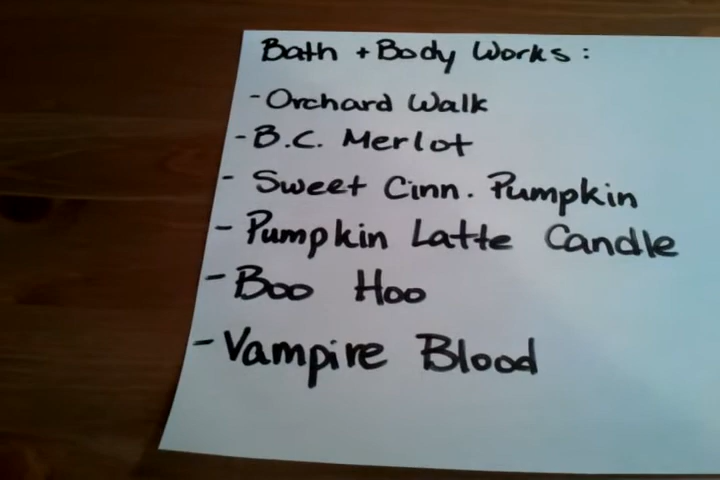 Bath + Body Works:
- Orchard Walk
- B.C. Merlot
- Sweet Cinn. Pumpkin
- Pumpkin Latte Candle
- Boo Hoo
- Vampire Blood